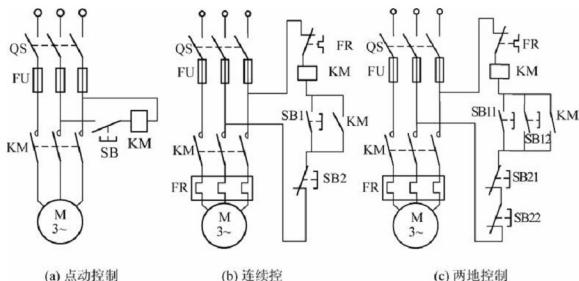 QS
FU
KM
SB
KM
M
3~
(a) 点动控制
QS
FU
FR
KM
SB1
KM
KM
SB2
FR
M
3~
(b) 连续控
QS
FU
FR
KM
SB11
SB12
KM
KM
SB21
FR
SB22
M
3~
(c) 两地控制